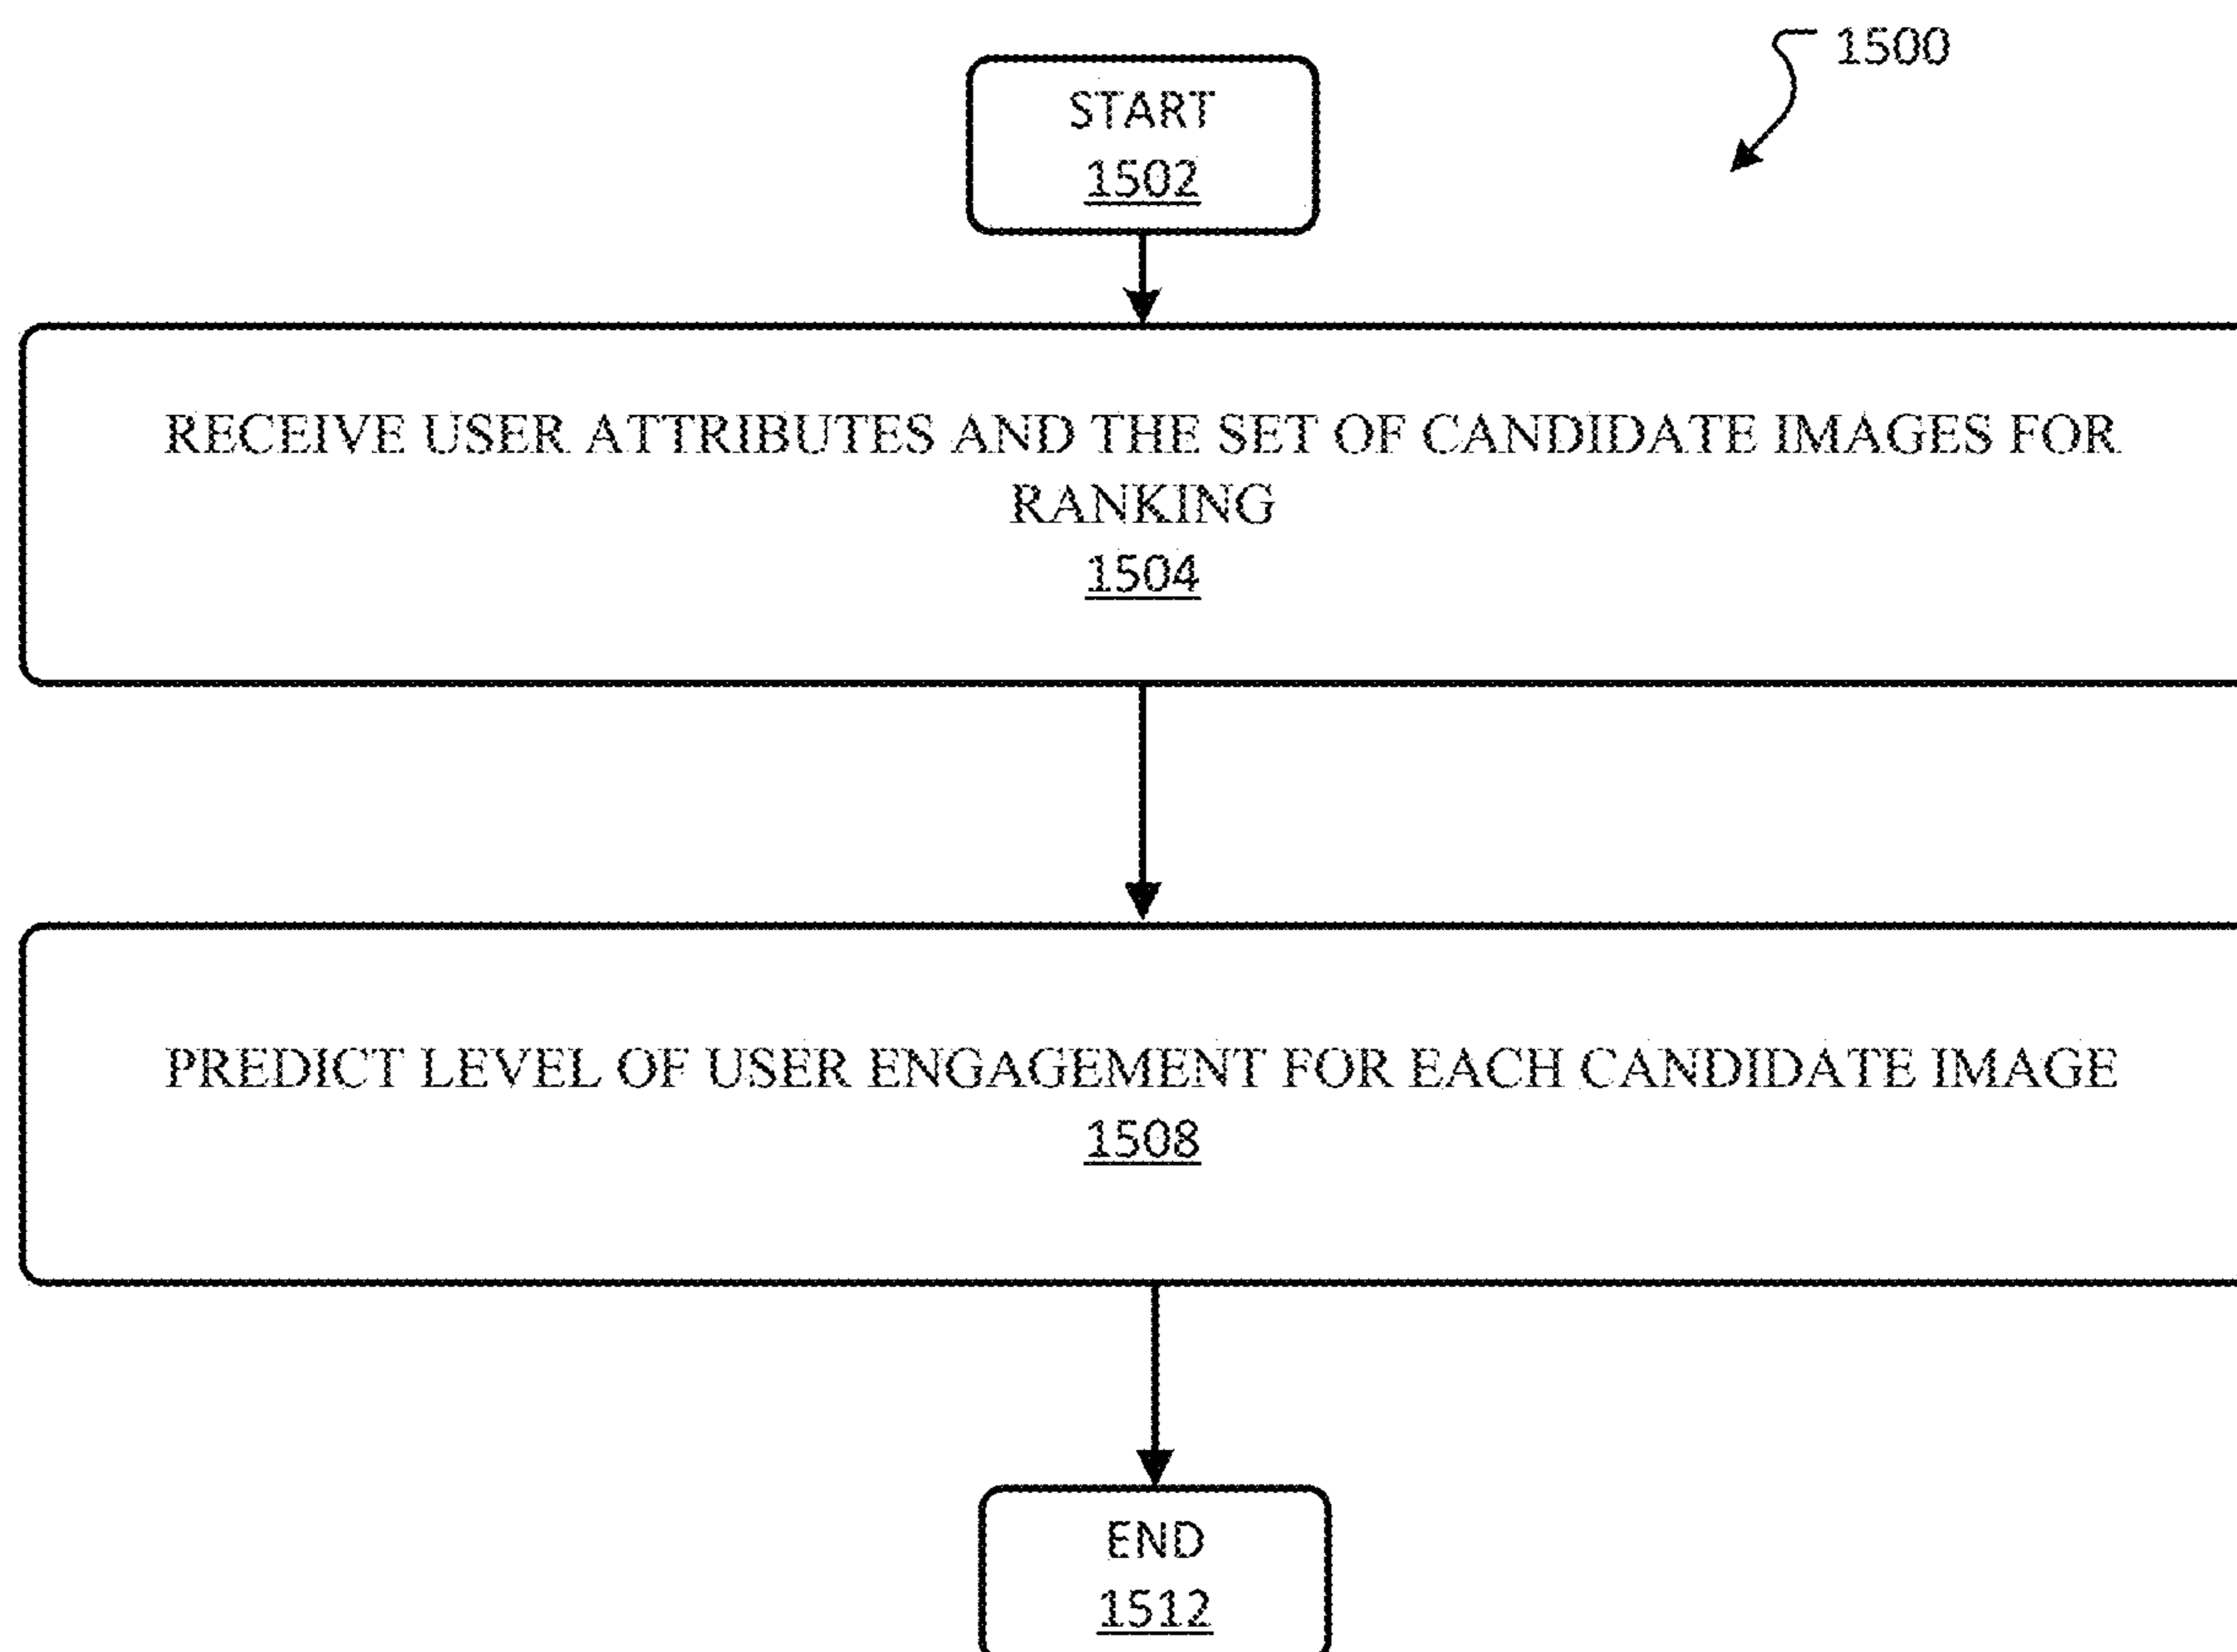 1500
START
1502
RECEIVE USER ATTRIBUTES AND THE SET OF CANDIDATE IMAGES FOR
RANKING
1504
PREDICT LEVEL OF USER ENGAGEMENT FOR EACH CANDIDATE IMAGE
1508
END
1512